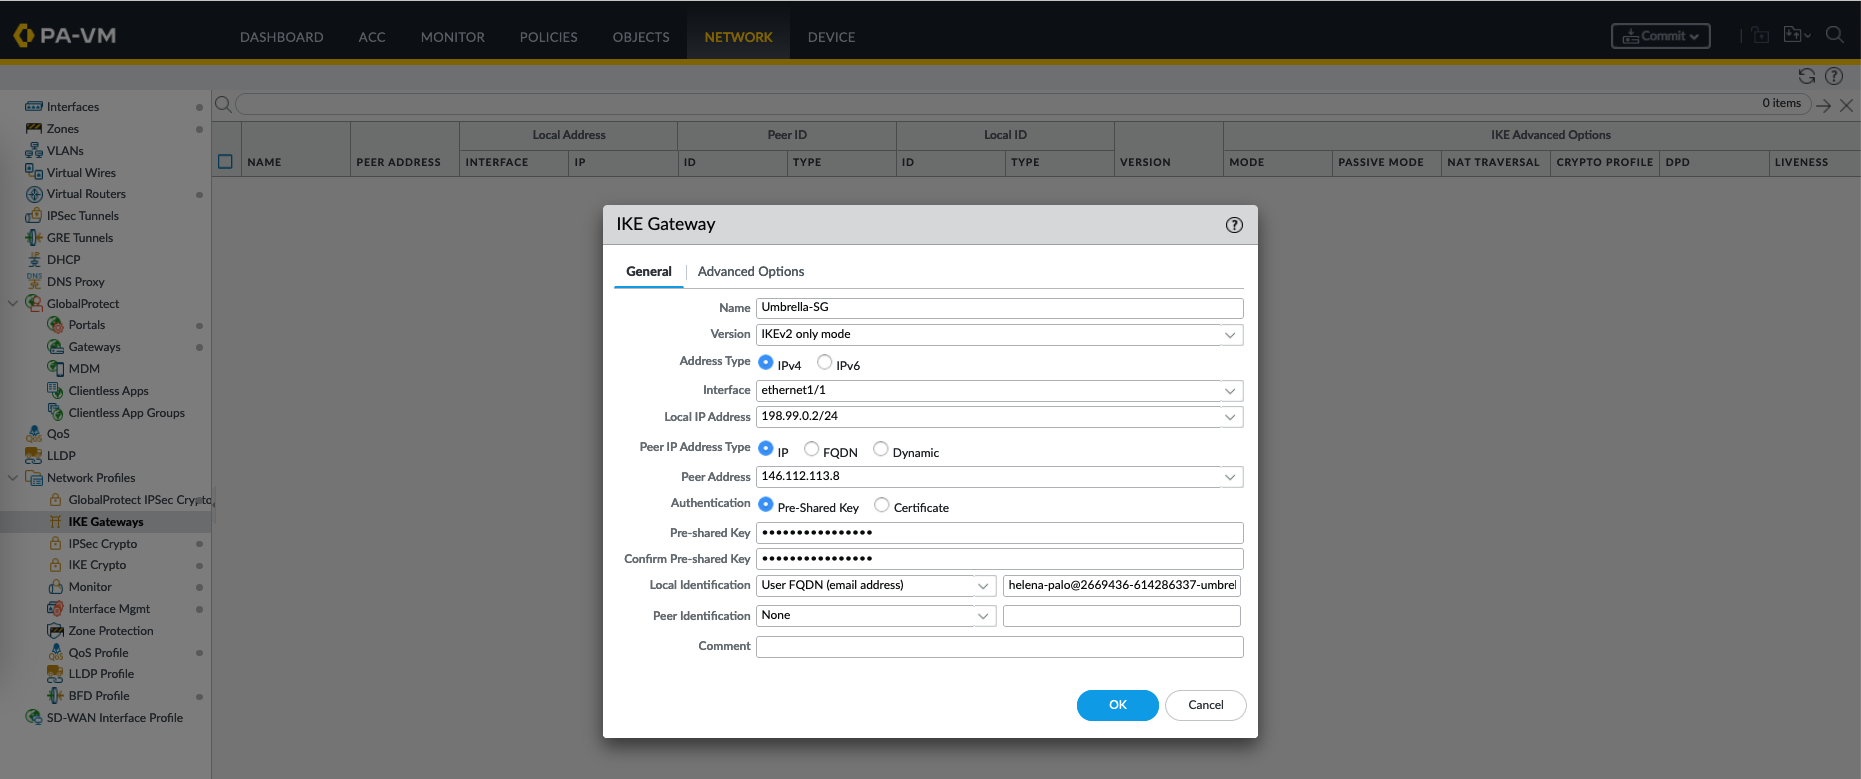 PA-VM
DASHBOARD ACC MONITOR POLICIES OBJECTS NETWORK DEVICE
Commit
0 items
Interfaces
Zones
VLANs
Virtual Wires
Virtual Routers
IPSec Tunnels
GRE Tunnels
DHCP
DNS Proxy
GlobalProtect
Portals
Gateways
MDM
Clientless Apps
Clientless App Groups
QoS
LLDP
Network Profiles
GlobalProtect IPSec Crypto
IKE Gateways
IPSec Crypto
IKE Crypto
Monitor
Interface Mgmt
Zone Protection
QoS Profile
LLDP Profile
BFD Profile
SD-WAN Interface Profile
Local Address Peer ID Local ID IKE Advanced Options
NAME PEER ADDRESS INTERFACE IP ID TYPE ID TYPE VERSION MODE PASSIVE MODE NAT TRAVERSAL CRYPTO PROFILE DPD LIVENESS
IKE Gateway
General Advanced Options
Name Umbrella-SG
Version IKEv2 only mode
Address Type IPv4 IPv6
Interface ethernet1/1
Local IP Address 198.99.0.2/24
Peer IP Address Type IP FQDN Dynamic
Peer Address 146.112.113.8
Authentication Pre-Shared Key Certificate
Pre-shared Key ••••••••••••••••
Confirm Pre-shared Key ••••••••••••••••
Local Identification User FQDN (email address) helena-palo@2669436-614286337-umbrel
Peer Identification None
Comment
OK Cancel